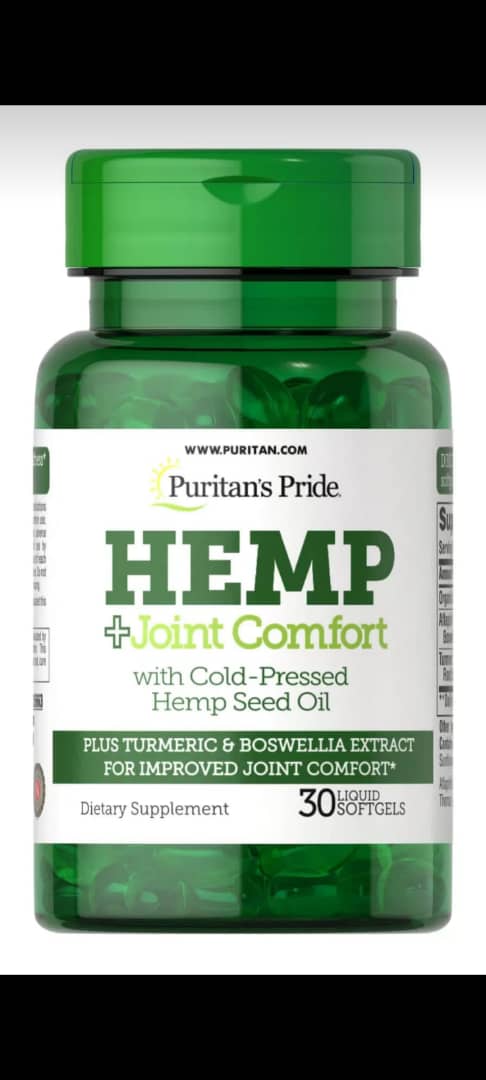 WWW.PURITAN.COM
Puritan's Pride
HEMP
+Joint Comfort
with Cold-Pressed
Hemp Seed Oil
PLUS TURMERIC & BOSWELLIA EXTRACT
FOR IMPROVED JOINT COMFORT*
Dietary Supplement
30 LIQUID
SOFTGELS